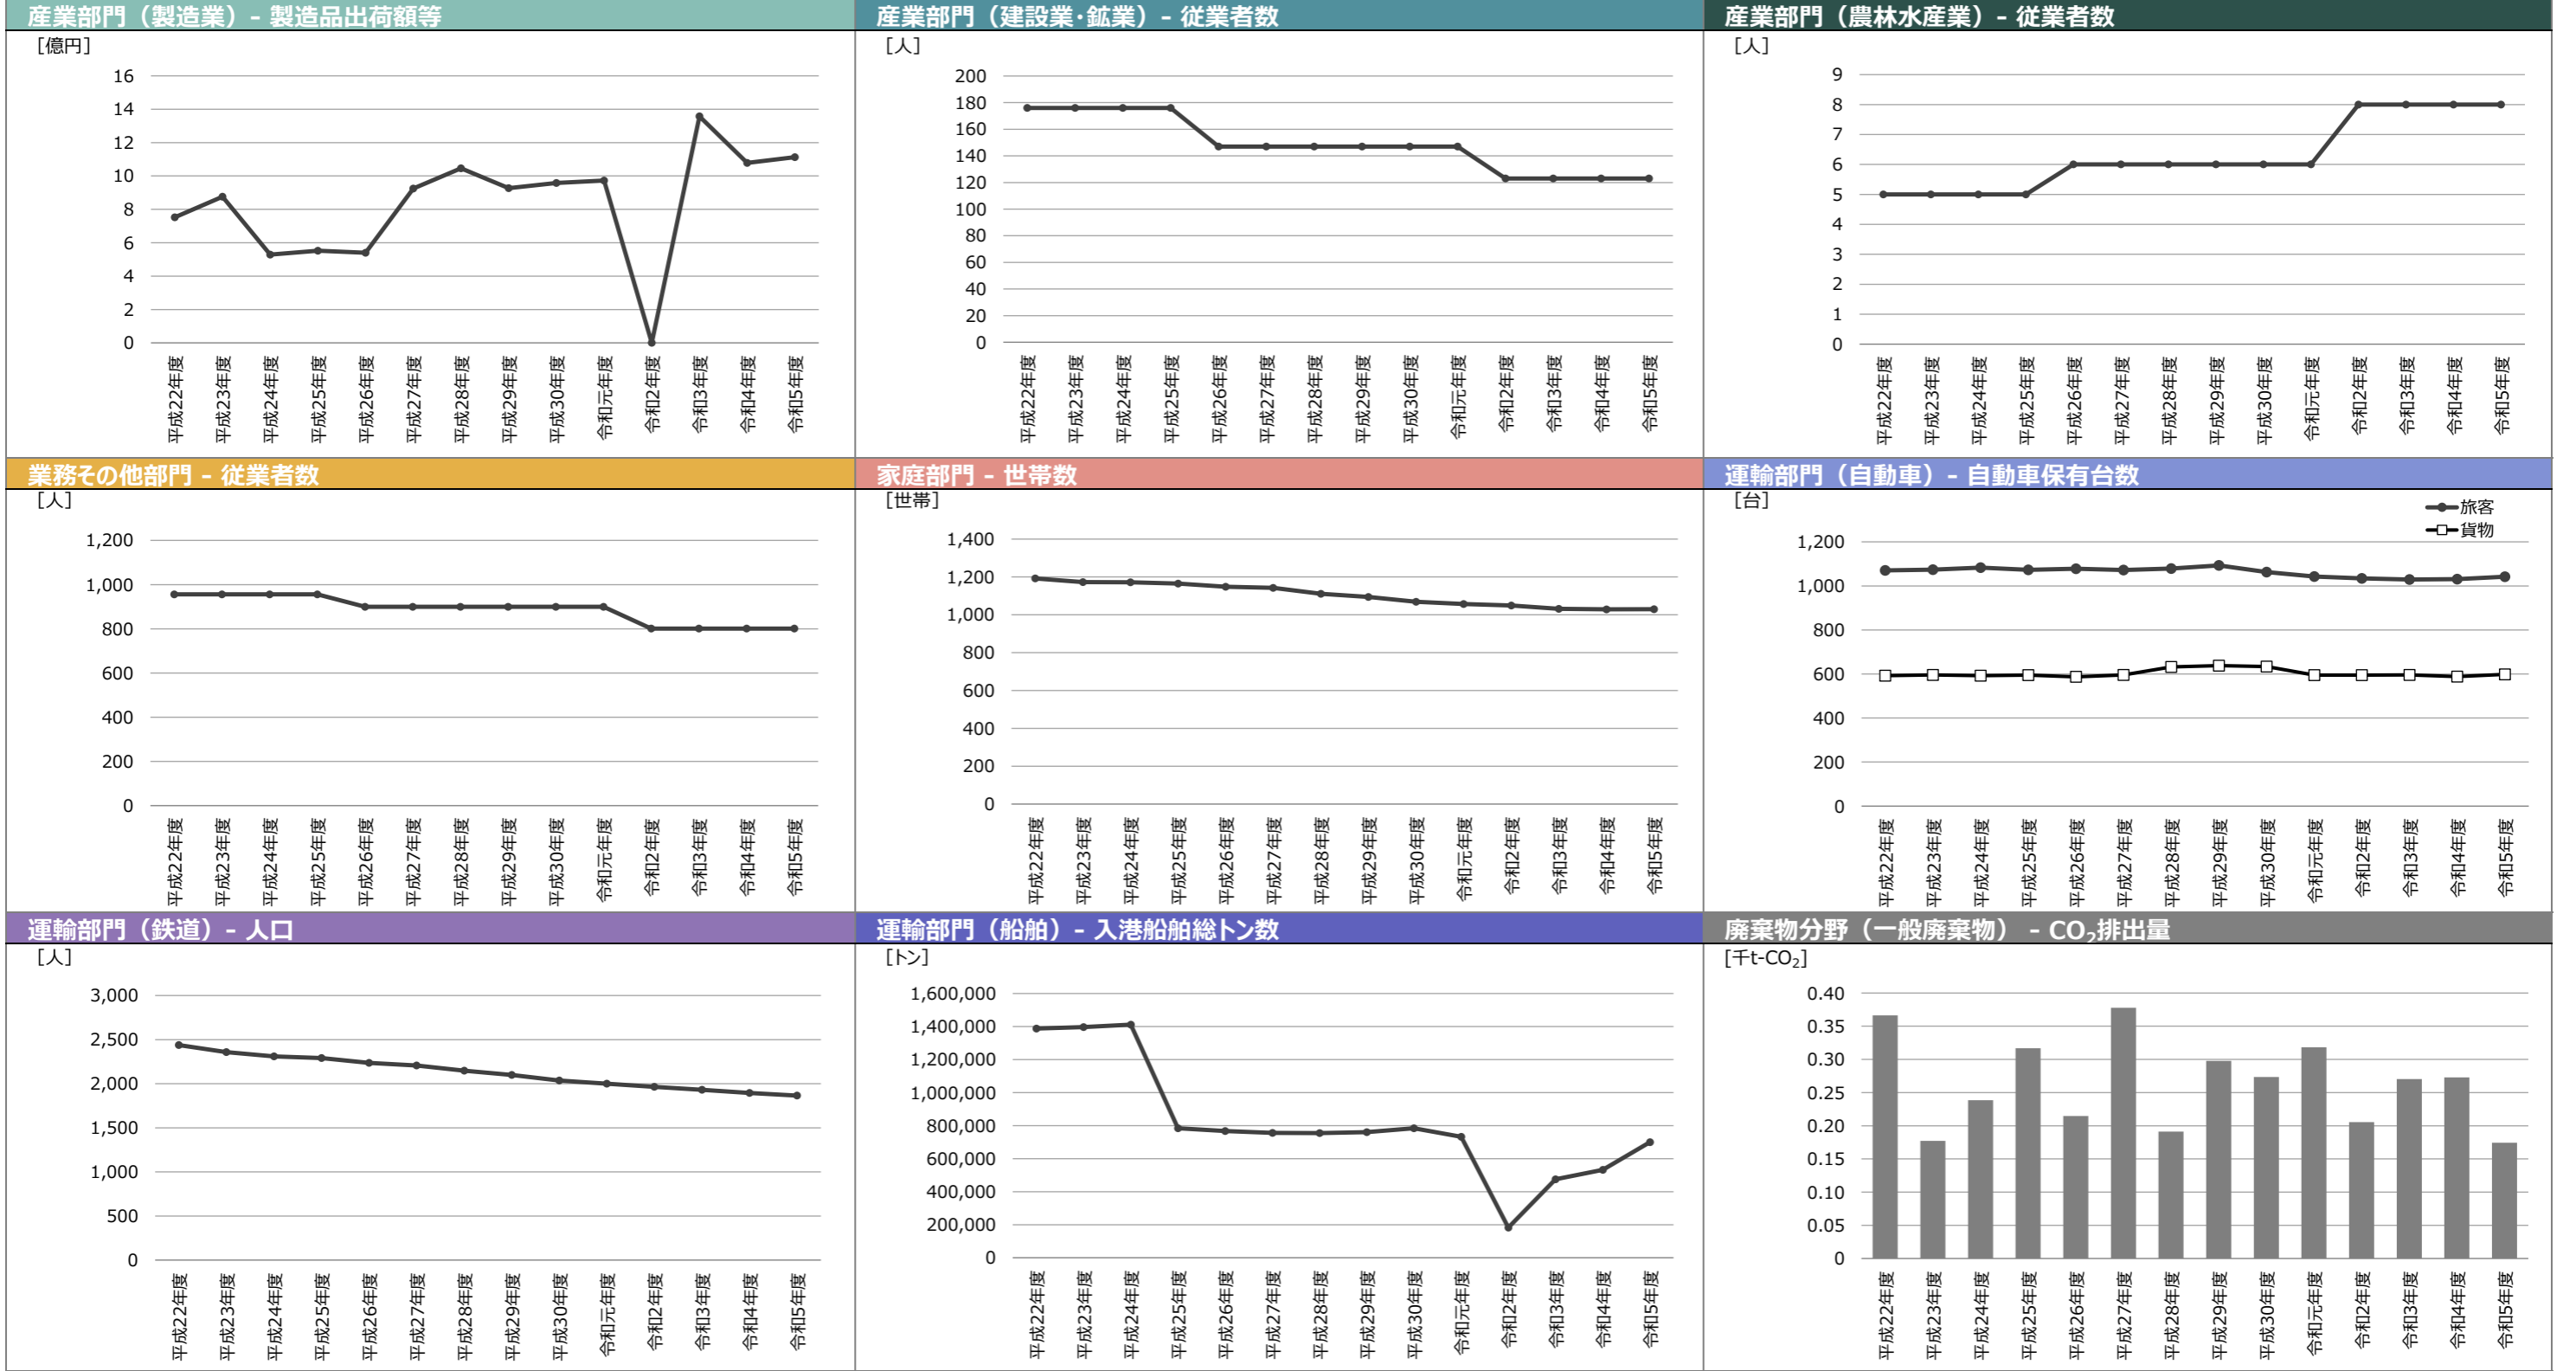 産業部門（製造業）- 製造品出荷額等
[億円]
16
14
12
10
8
6
4
2
0
平成22年度
平成23年度
平成24年度
平成25年度
平成26年度
平成27年度
平成28年度
平成29年度
平成30年度
令和元年度
令和2年度
令和3年度
令和4年度
令和5年度
産業部門（建設業・鉱業）- 従業者数
[人]
200
180
160
140
120
100
80
60
40
20
0
平成22年度
平成23年度
平成24年度
平成25年度
平成26年度
平成27年度
平成28年度
平成29年度
平成30年度
令和元年度
令和2年度
令和3年度
令和4年度
令和5年度
産業部門（農林水産業）- 従業者数
[人]
9
8
7
6
5
4
3
2
1
0
平成22年度
平成23年度
平成24年度
平成25年度
平成26年度
平成27年度
平成28年度
平成29年度
平成30年度
令和元年度
令和2年度
令和3年度
令和4年度
令和5年度
業務その他部門 - 従業者数
[人]
1,200
1,000
800
600
400
200
0
平成22年度
平成23年度
平成24年度
平成25年度
平成26年度
平成27年度
平成28年度
平成29年度
平成30年度
令和元年度
令和2年度
令和3年度
令和4年度
令和5年度
家庭部門 - 世帯数
[世帯]
1,400
1,200
1,000
800
600
400
200
0
平成22年度
平成23年度
平成24年度
平成25年度
平成26年度
平成27年度
平成28年度
平成29年度
平成30年度
令和元年度
令和2年度
令和3年度
令和4年度
令和5年度
運輸部門（自動車）- 自動車保有台数
[台]
旅客
貨物
1,200
1,000
800
600
400
200
0
平成22年度
平成23年度
平成24年度
平成25年度
平成26年度
平成27年度
平成28年度
平成29年度
平成30年度
令和元年度
令和2年度
令和3年度
令和4年度
令和5年度
運輸部門（鉄道）- 人口
[人]
3,000
2,500
2,000
1,500
1,000
500
0
平成22年度
平成23年度
平成24年度
平成25年度
平成26年度
平成27年度
平成28年度
平成29年度
平成30年度
令和元年度
令和2年度
令和3年度
令和4年度
令和5年度
運輸部門（船舶）- 入港船舶総トン数
[トン]
1,600,000
1,400,000
1,200,000
1,000,000
800,000
600,000
400,000
200,000
0
平成22年度
平成23年度
平成24年度
平成25年度
平成26年度
平成27年度
平成28年度
平成29年度
平成30年度
令和元年度
令和2年度
令和3年度
令和4年度
令和5年度
廃棄物分野（一般廃棄物） - CO₂排出量
[千t-CO₂]
0.40
0.35
0.30
0.25
0.20
0.15
0.10
0.05
0
平成22年度
平成23年度
平成24年度
平成25年度
平成26年度
平成27年度
平成28年度
平成29年度
平成30年度
令和元年度
令和2年度
令和3年度
令和4年度
令和5年度